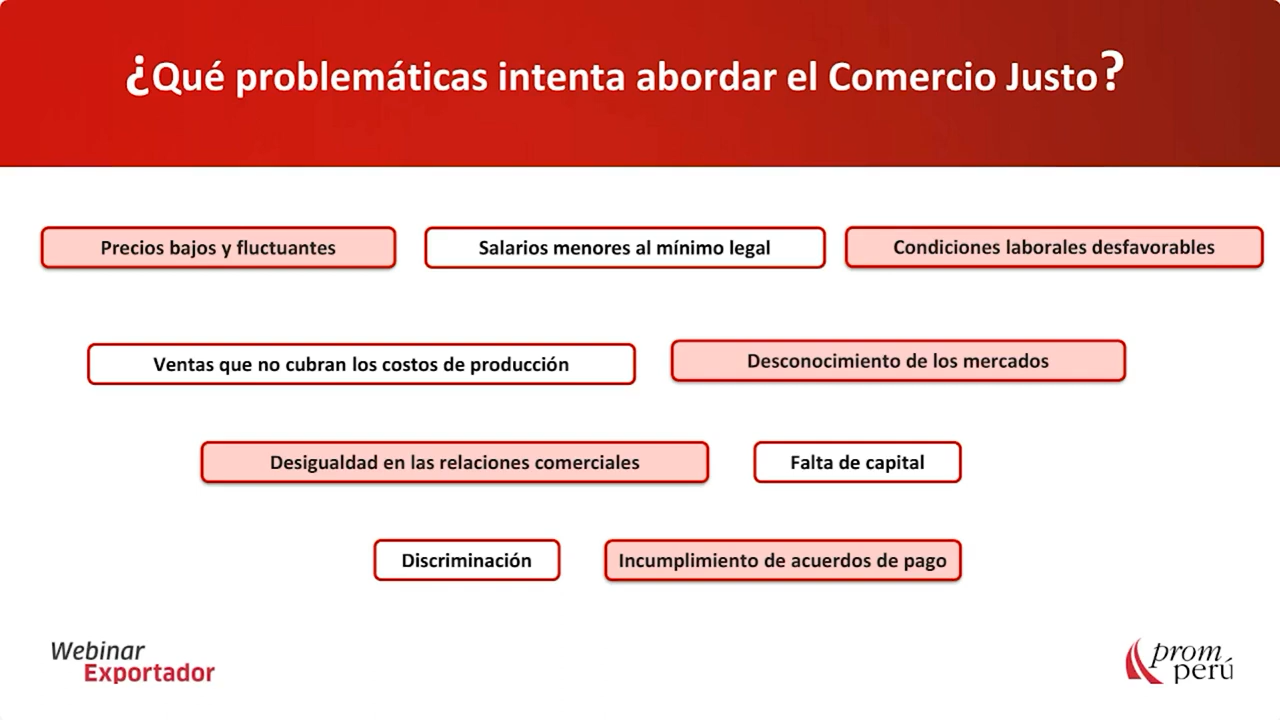 ¿Qué problemáticas intenta abordar el Comercio Justo?
Precios bajos y fluctuantes
Salarios menores al mínimo legal
Condiciones laborales desfavorables
Ventas que no cubran los costos de producción
Desconocimiento de los mercados
Desigualdad en las relaciones comerciales
Falta de capital
Discriminación
Incumplimiento de acuerdos de pago
Webinar
Exportador
prom
perú